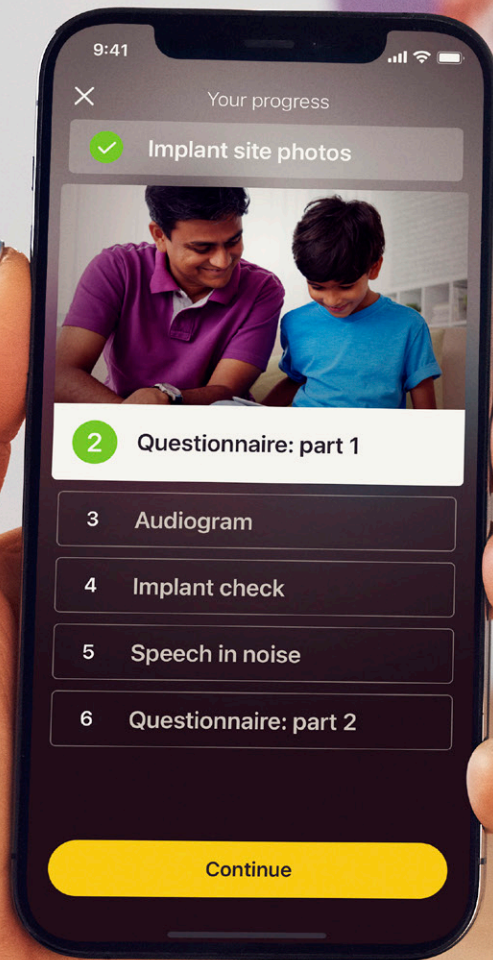 9:41
Your progress
Implant site photos
2 Questionnaire: part 1
3 Audiogram
4 Implant check
5 Speech in noise
6 Questionnaire: part 2
Continue